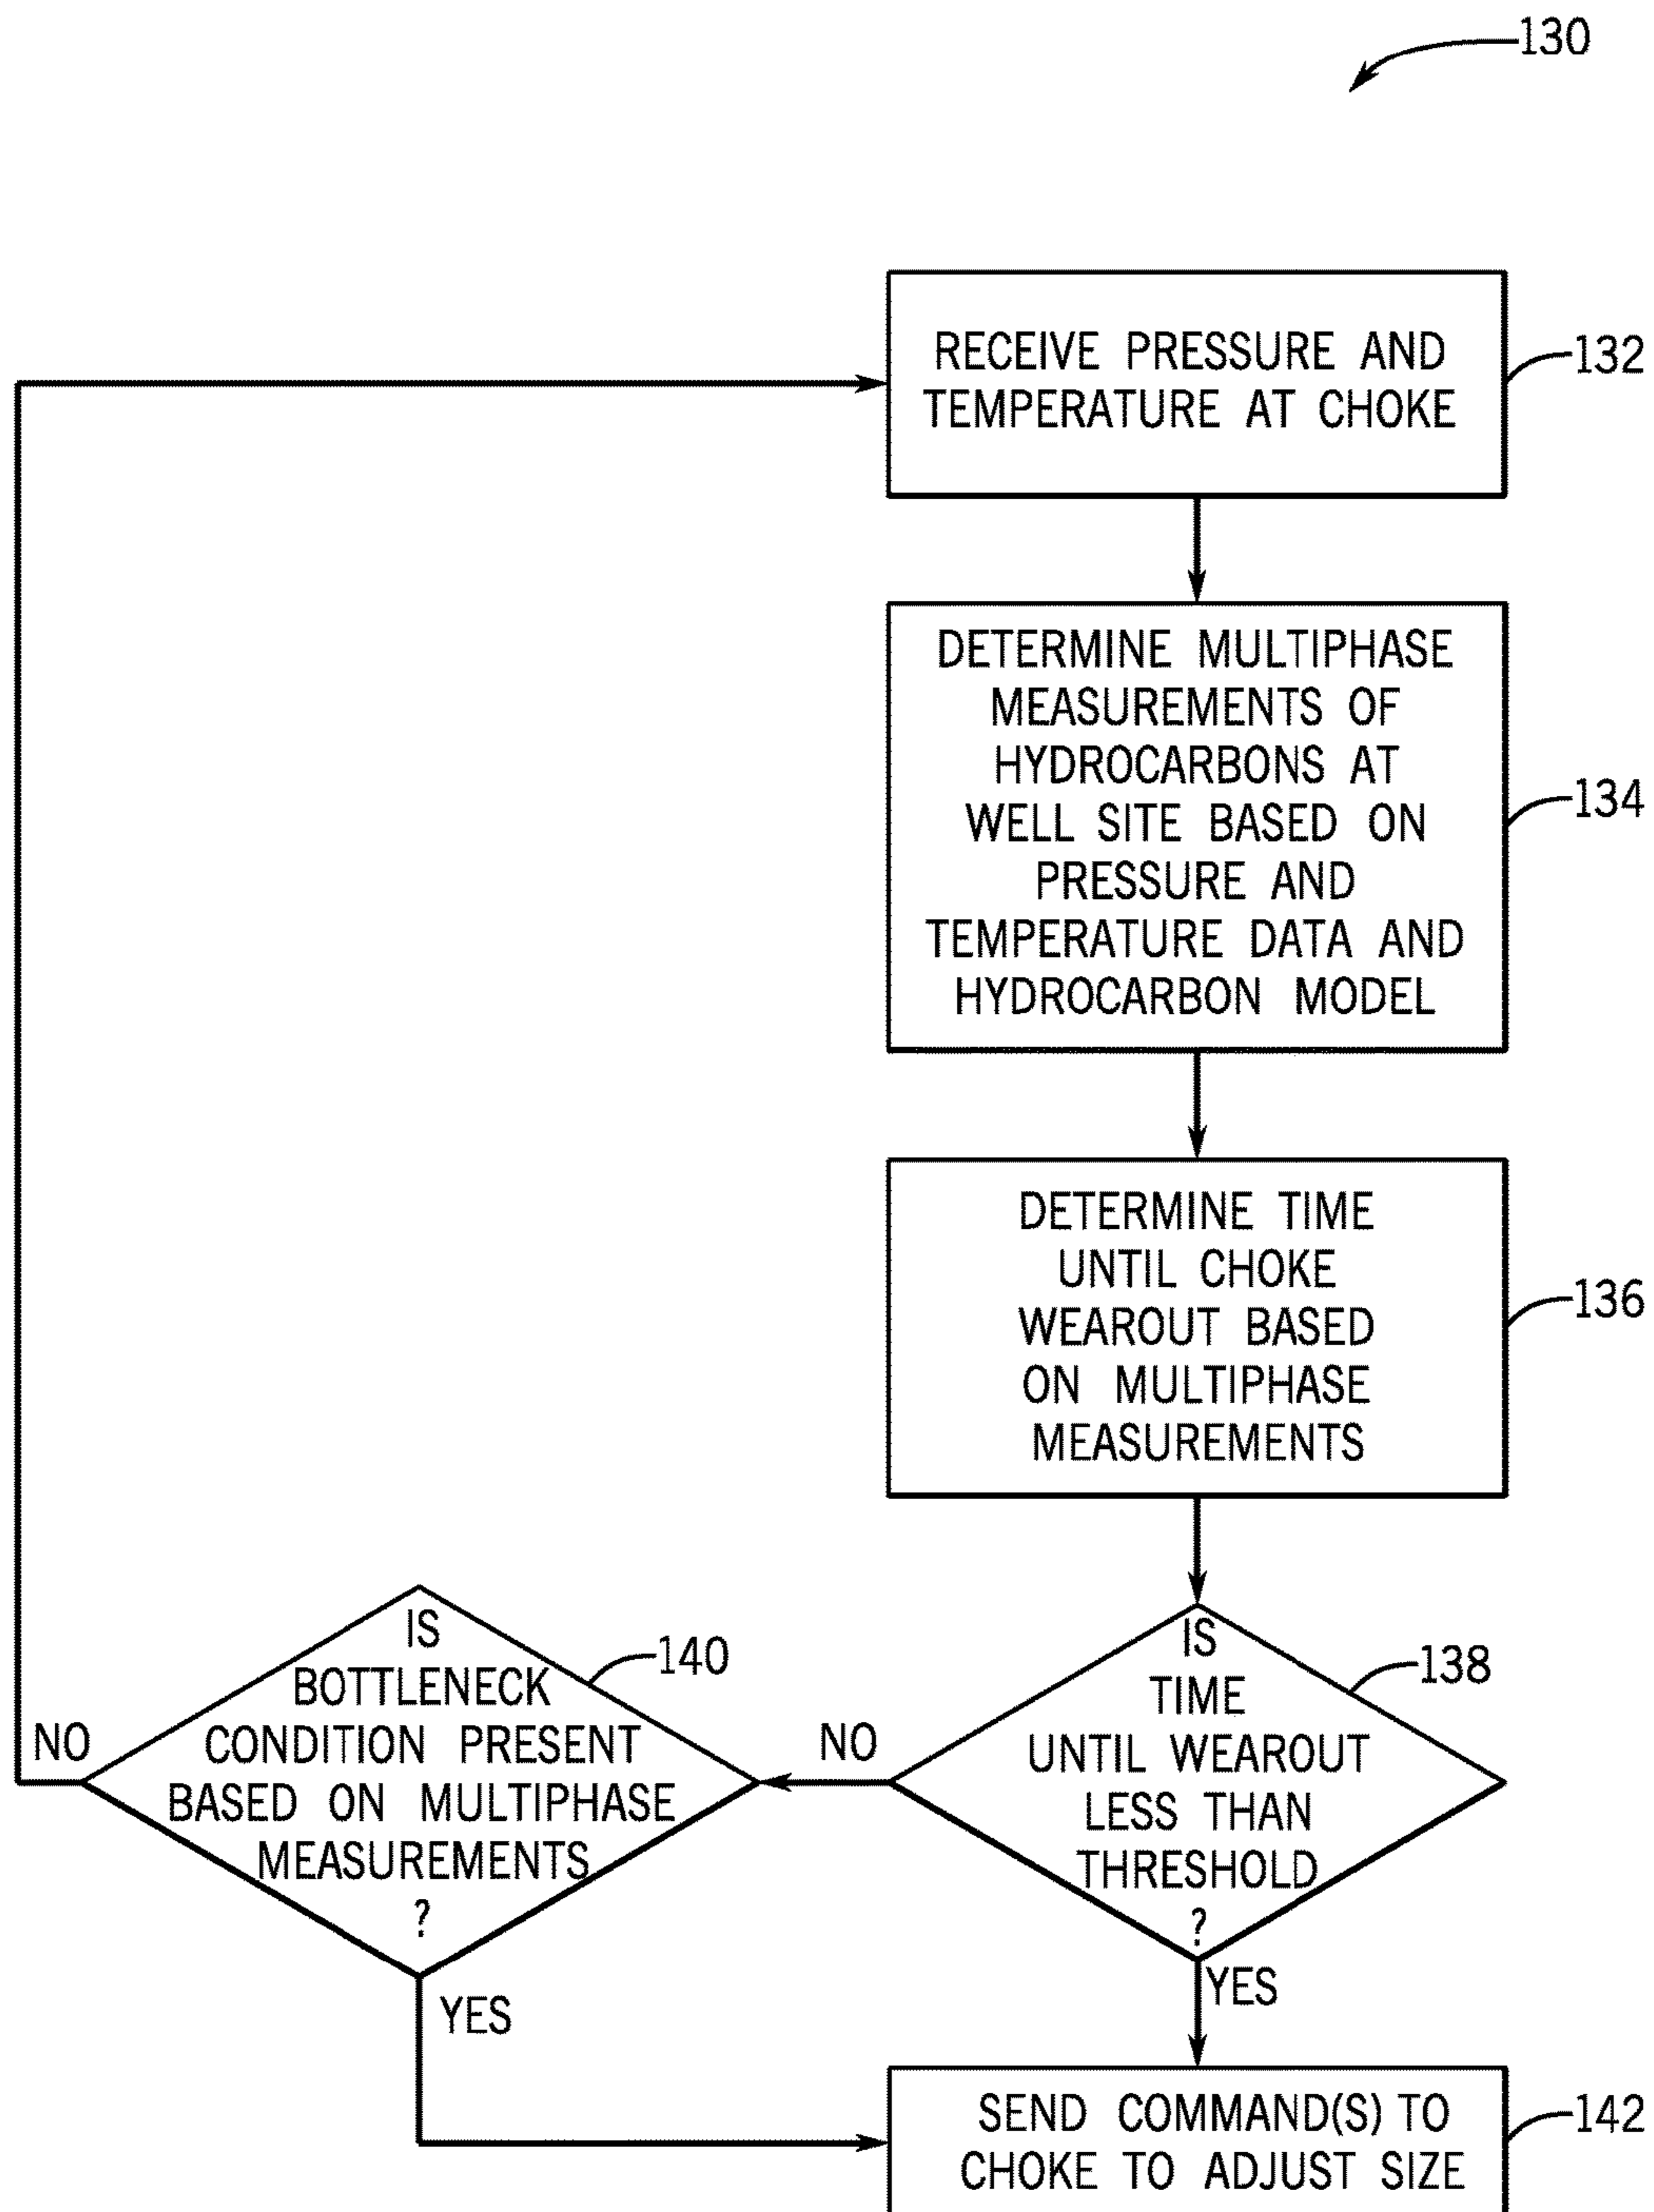 130
RECEIVE PRESSURE AND
TEMPERATURE AT CHOKE
132
DETERMINE MULTIPHASE
MEASUREMENTS OF
HYDROCARBONS AT
WELL SITE BASED ON
PRESSURE AND
TEMPERATURE DATA AND
HYDROCARBON MODEL
134
DETERMINE TIME
UNTIL CHOKE
WEAROUT BASED
ON MULTIPHASE
MEASUREMENTS
136
IS
TIME
UNTIL WEAROUT
LESS THAN
THRESHOLD
?
138
NO
YES
IS
BOTTLENECK
CONDITION PRESENT
BASED ON MULTIPHASE
MEASUREMENTS
?
140
NO
YES
SEND COMMAND(S) TO
CHOKE TO ADJUST SIZE
142